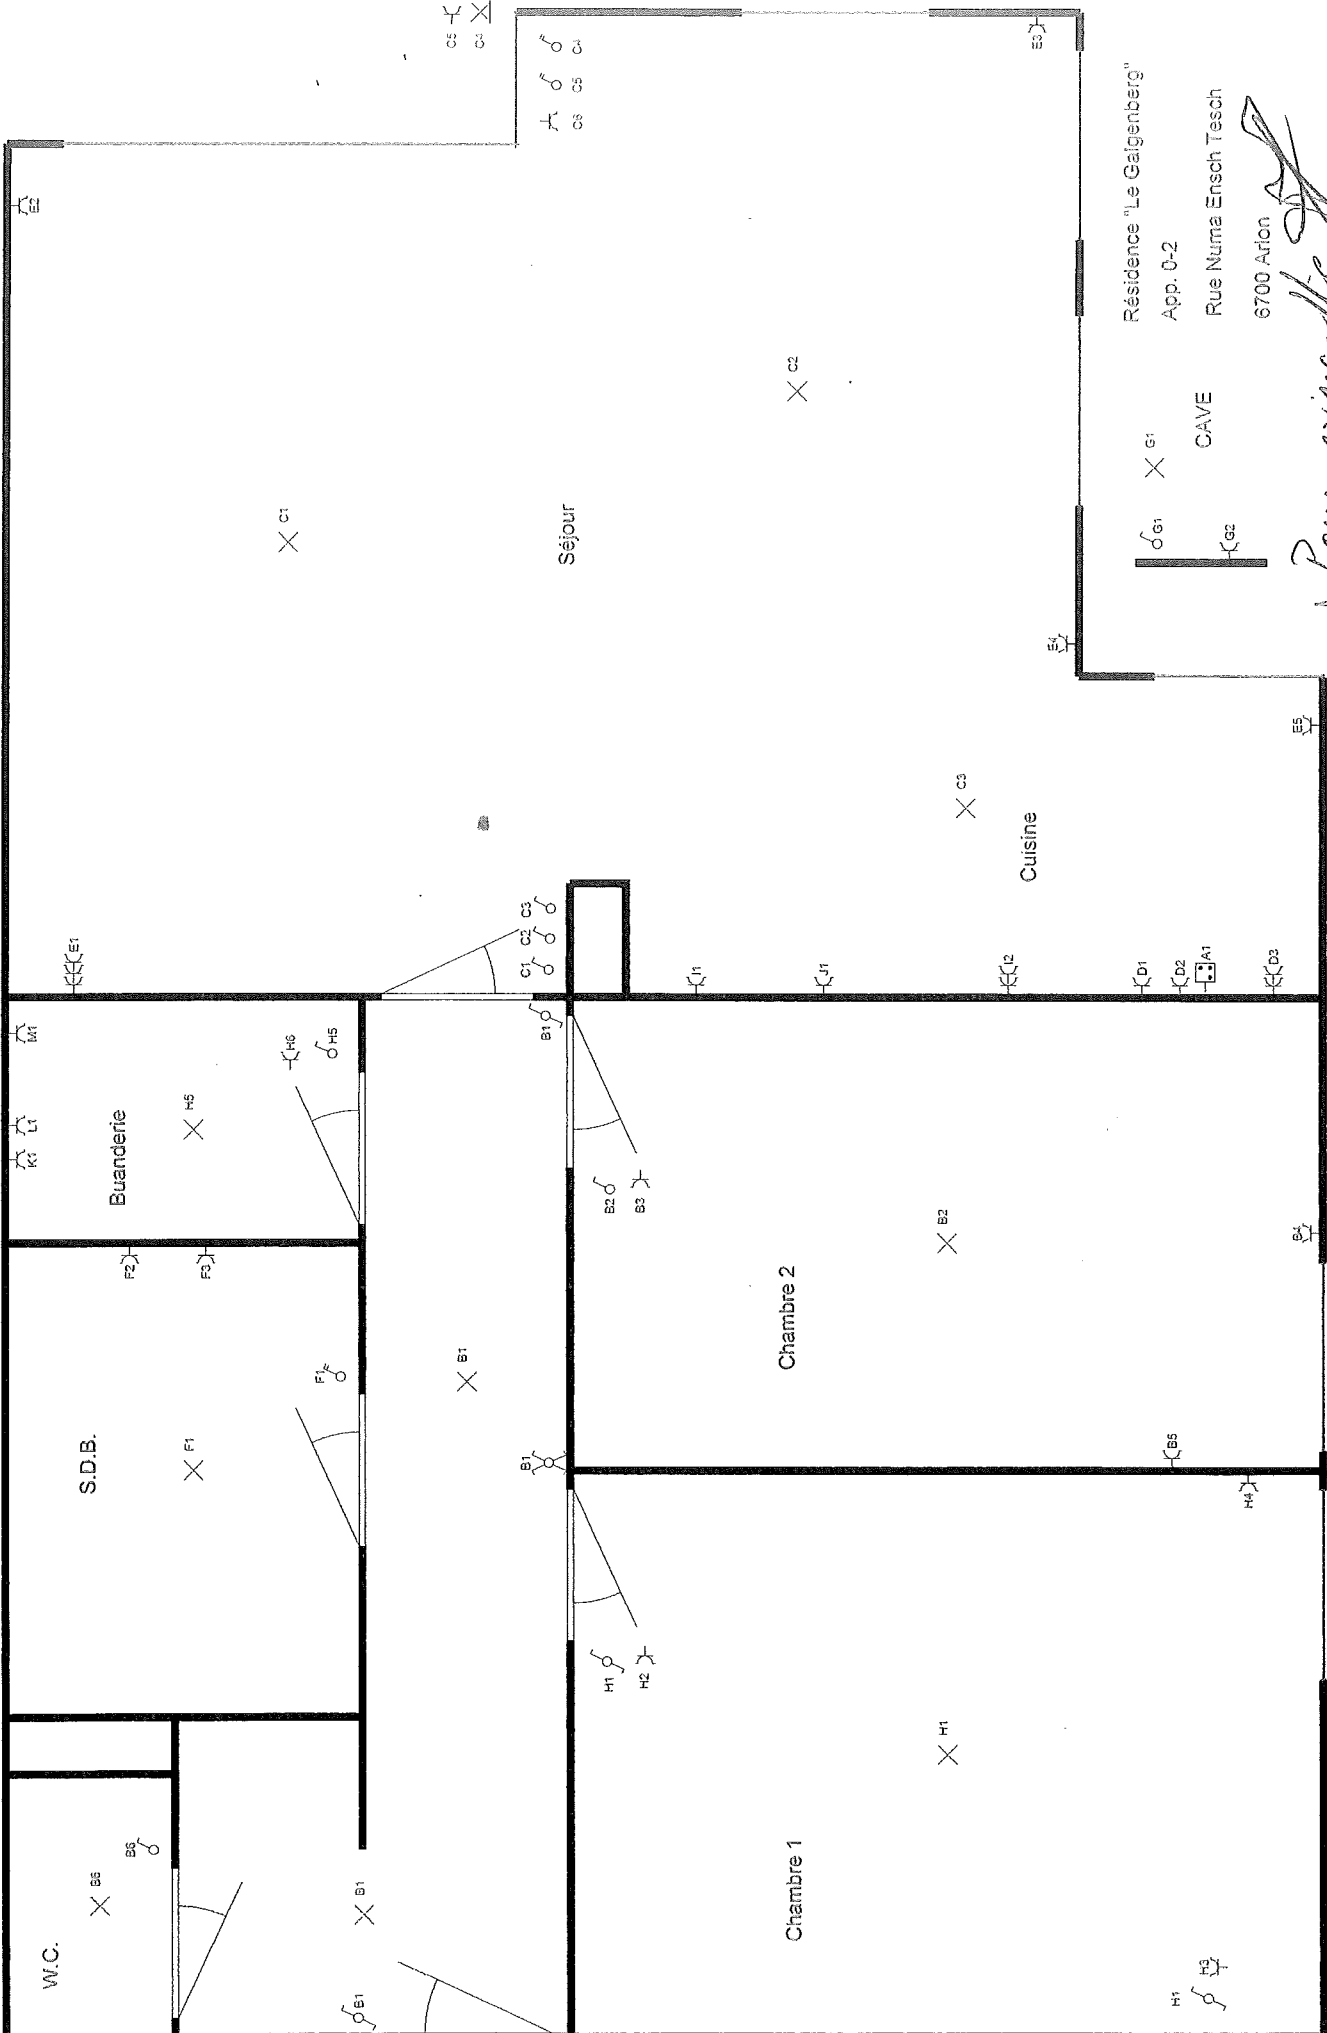 Résidence "Le Galgenberg"
App. 0-2
Rue Numa Ensch Tesch
6700 Arlon
CAVE
G1
G1
G2
E2
C5
C4
C4
C5
C6
E3
C1
C2
Séjour
E4
E5
C3
Cuisine
E1
C1
C2
C3
I1
J1
I2
D1
D2
A1
D3
M1
L1
K1
Buanderie
H5
H6
H5
B1
F2
F3
S.D.B.
F1
F1
B1
B1
B2
B3
B2
B4
B5
Chambre 2
H4
H1
H2
H1
Chambre 1
H1
H3
W.C.
B6
B6
B1
B1